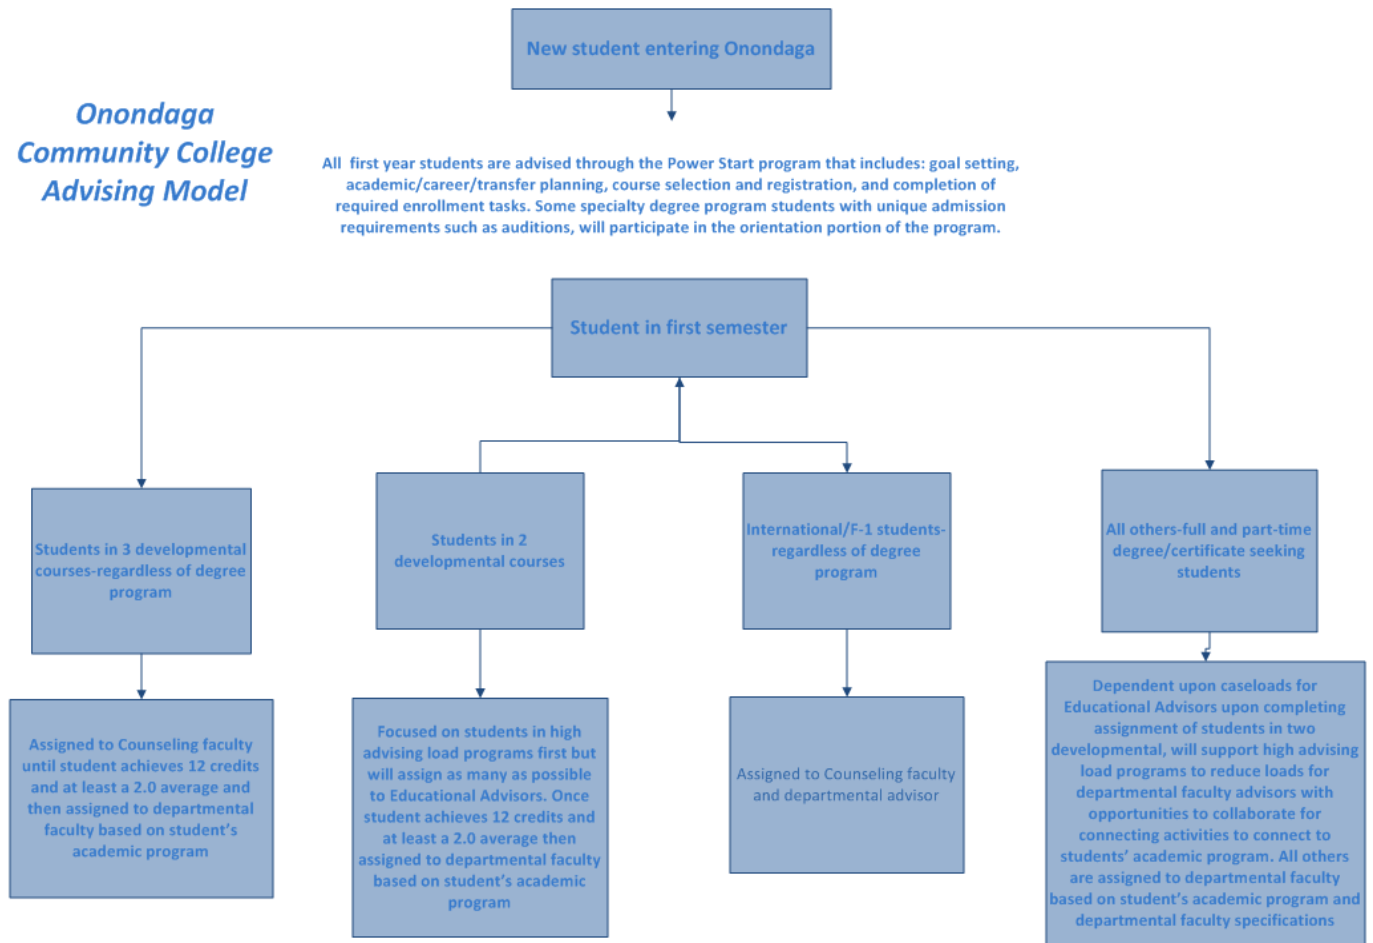 New student entering Onondaga
Onondaga
Community College
Advising Model
All first year students are advised through the Power Start program that includes: goal setting,
academic/career/transfer planning, course selection and registration, and completion of
required enrollment tasks. Some specialty degree program students with unique admission
requirements such as auditions, will participate in the orientation portion of the program.
Student in first semester
Students in 3 developmental
courses-regardless of degree
program
Students in 2
developmental courses
International/F-1 students-
regardless of degree
program
All others-full and part-time
degree/certificate seeking
students
Assigned to Counseling faculty
until student achieves 12 credits
and at least a 2.0 average and
then assigned to departmental
faculty based on student's
academic program
Focused on students in high
advising load programs first but
will assign as many as possible
to Educational Advisors. Once
student achieves 12 credits and
at least a 2.0 average then
assigned to departmental faculty
based on student's academic
program
Assigned to Counseling faculty
and departmental advisor
Dependent upon caseloads for
Educational Advisors upon completing
assignment of students in two
developmental, will support high advising
load programs to reduce loads for
departmental faculty advisors with
opportunities to collaborate for
connecting activities to connect to
students' academic program. All others
are assigned to departmental faculty
based on student's academic program and
departmental faculty specifications